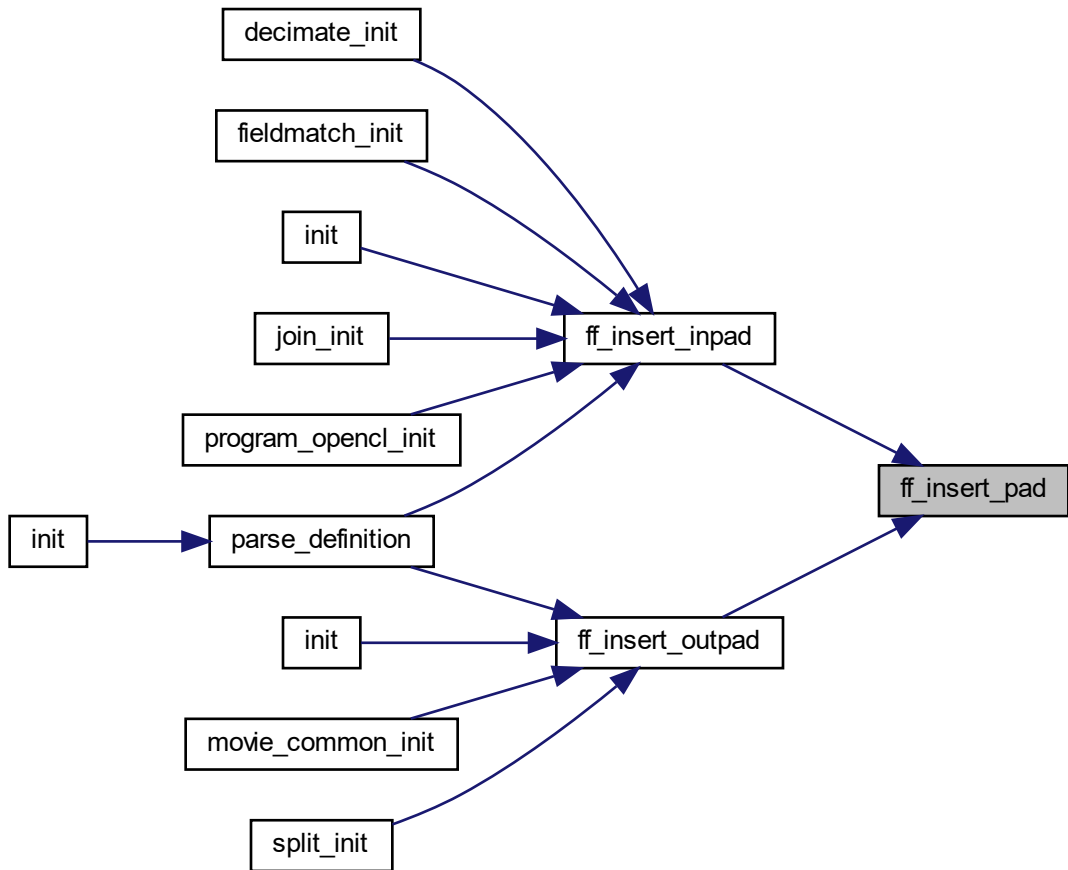 decimate_init
fieldmatch_init
init
join_init
ff_insert_inpad
program_opencl_init
ff_insert_pad
init
parse_definition
init
ff_insert_outpad
movie_common_init
split_init